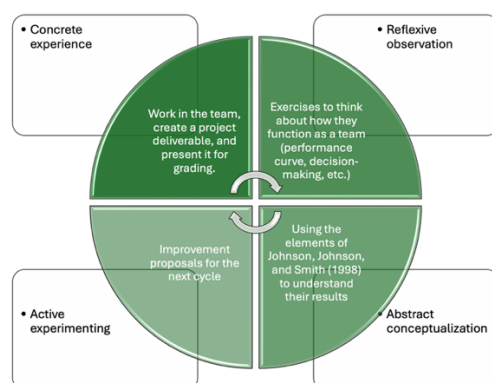 • Concrete
experience
• Reflexive
observation
Work in the team,
create a project
deliverable, and
present it for
grading.
Exercises to think
about how they
function as a team
(performance
curve, decision-
making, etc.)
Improvement
proposals for the
next cycle
Using the
elements of
Johnson, Johnson,
and Smith (1998)
to understand
their results
• Active
experimenting
• Abstract
conceptualization